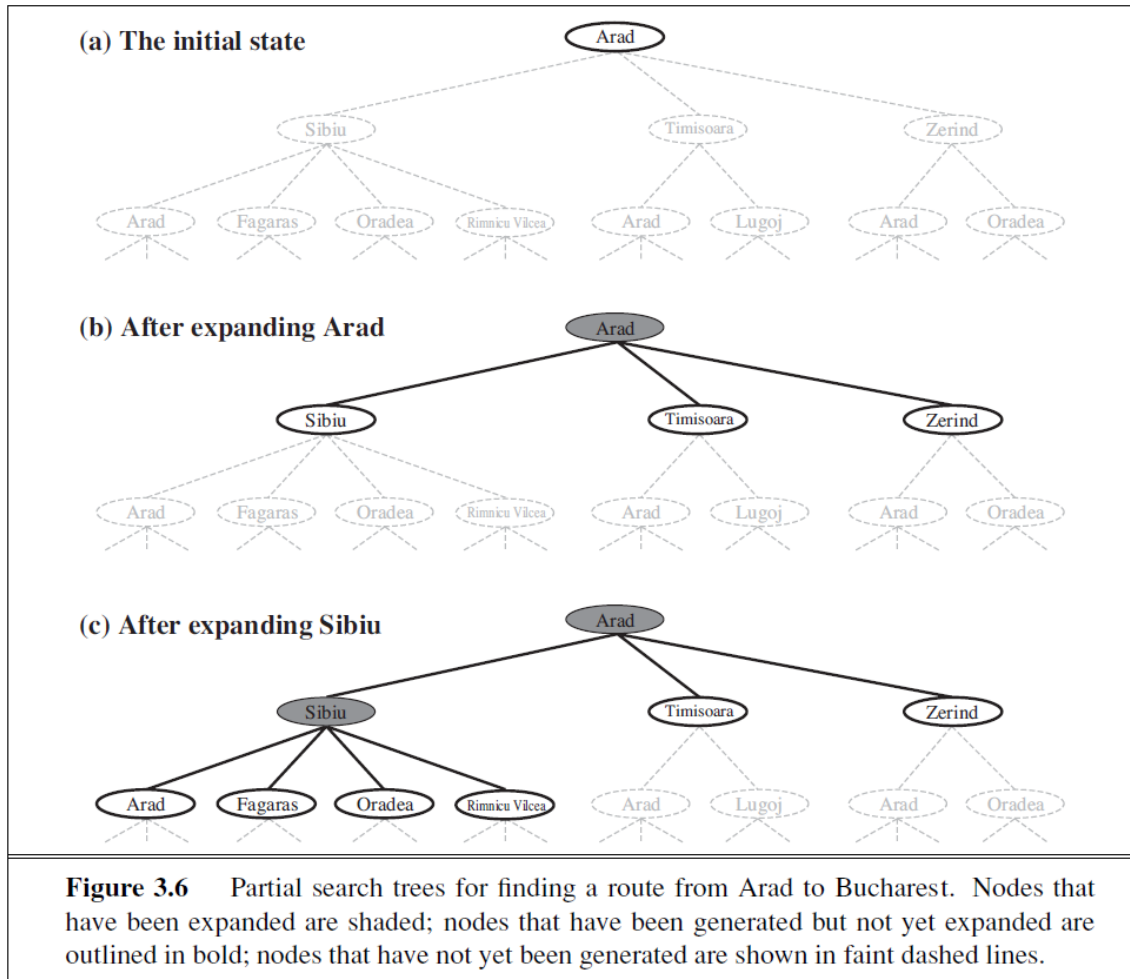 (a) The initial state
Arad
Sibiu
Timisoara
Zerind
Arad
Fagaras
Oradea
Rimnicu Vilcea
Arad
Lugoj
Arad
Oradea
(b) After expanding Arad
Arad
Sibiu
Timisoara
Zerind
Arad
Fagaras
Oradea
Rimnicu Vilcea
Arad
Lugoj
Arad
Oradea
(c) After expanding Sibiu
Arad
Sibiu
Timisoara
Zerind
Arad
Fagaras
Oradea
Rimnicu Vilcea
Arad
Lugoj
Arad
Oradea
Figure 3.6 Partial search trees for finding a route from Arad to Bucharest. Nodes that
have been expanded are shaded; nodes that have been generated but not yet expanded are
outlined in bold; nodes that have not yet been generated are shown in faint dashed lines.